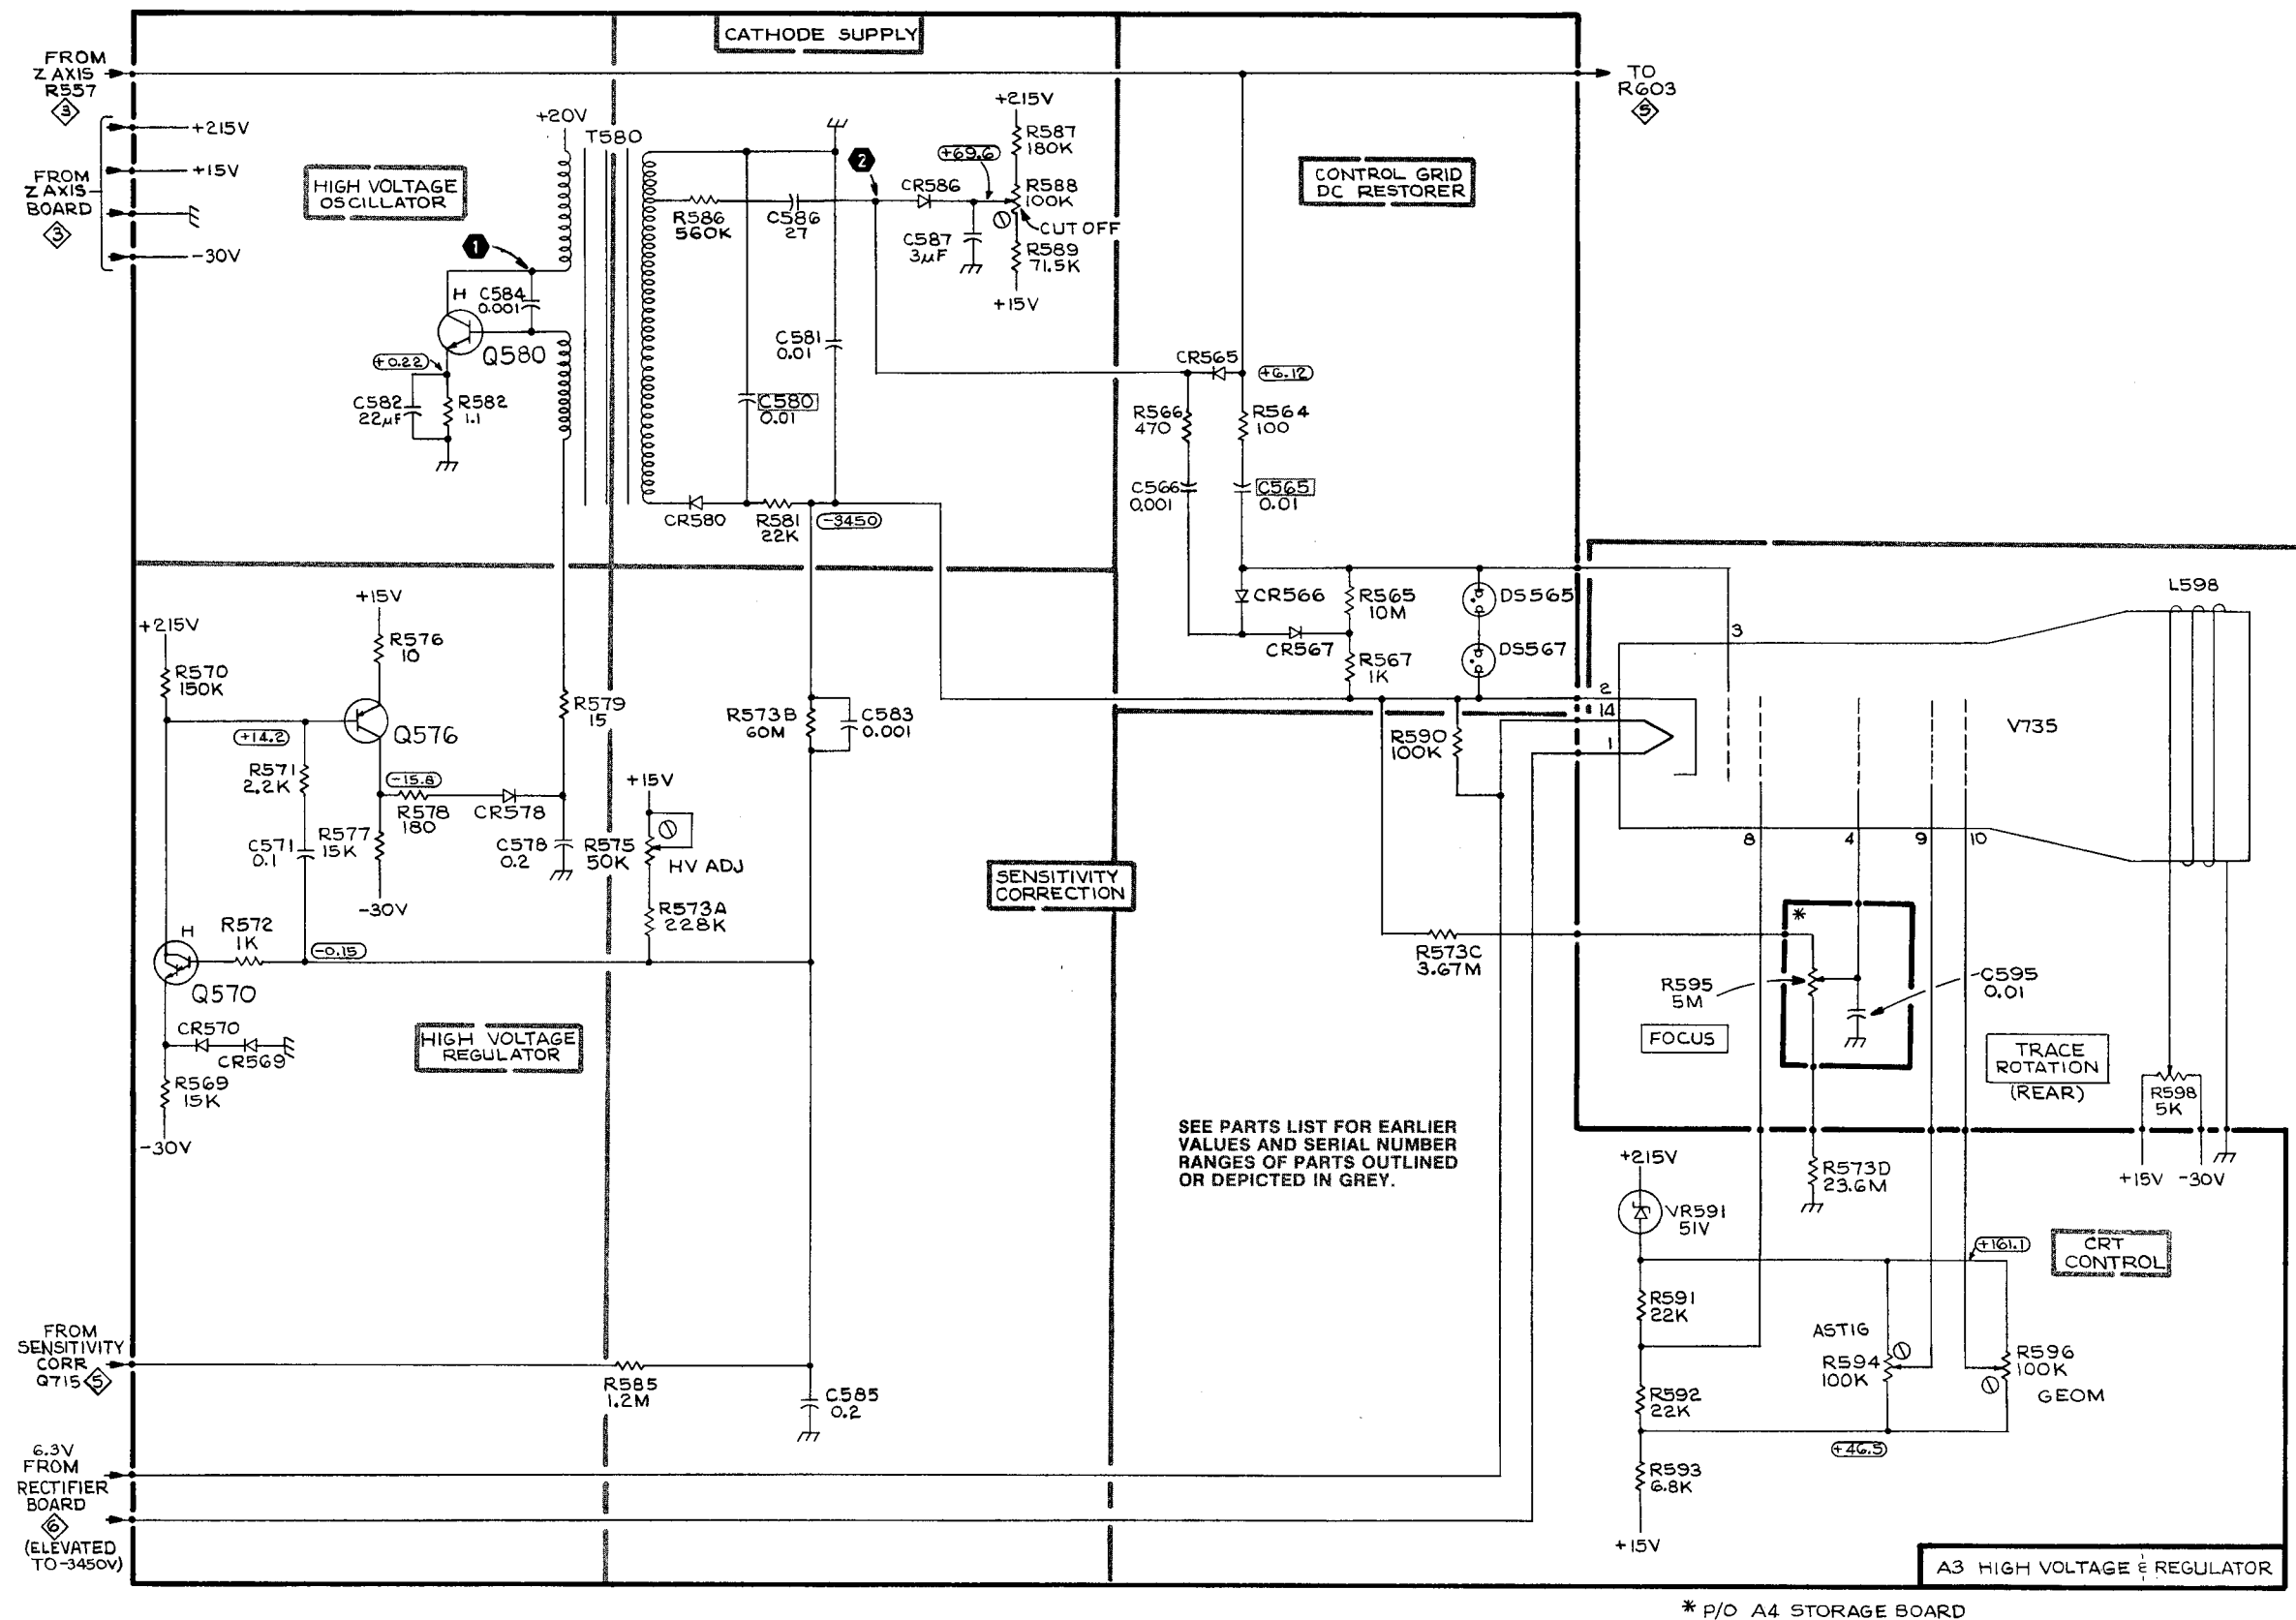 CATHODE SUPPLY
FROM
Z AXIS
R557
3
TO
R603
5
+215V
+15V
-30V
FROM
Z AXIS
BOARD
3
HIGH VOLTAGE
OSCILLATOR
+20V
T580
1
H
C584
0.001
Q580
+0.22
C582
22µF
R582
1.1
R586
560K
C586
27
2
CR586
+69.6
+215V
R587
180K
R588
100K
CUT OFF
C587
3µF
R589
71.5K
+15V
CONTROL GRID
DC RESTORER
C581
0.01
C580
0.01
CR580
R581
22K
-3450
CR565
+6.12
R566
470
R564
100
C566
0.001
C565
0.01
CR566
R565
10M
DS565
CR567
R567
1K
DS567
+215V
R570
150K
+15V
R576
10
Q576
+14.2
R571
2.2K
-15.8
R578
180
CR578
C571
0.1
R577
15K
-30V
R579
15
C578
0.2
R573B
60M
C583
0.001
+15V
R575
50K
HV ADJ
R573A
228K
H
R572
1K
-0.15
Q570
CR570
CR569
R569
15K
-30V
HIGH VOLTAGE
REGULATOR
SENSITIVITY
CORRECTION
R590
100K
L598
3
2
14
1
V735
8
4
9
10
R573C
3.67M
*
R595
5M
C595
0.01
FOCUS
TRACE
ROTATION
(REAR)
R598
5K
+15V
-30V
SEE PARTS LIST FOR EARLIER
VALUES AND SERIAL NUMBER
RANGES OF PARTS OUTLINED
OR DEPICTED IN GREY.
+215V
VR591
51V
R573D
23.6M
+161.1
CRT
CONTROL
R591
22K
ASTIG
R594
100K
R596
100K
GEOM
R592
22K
+46.5
R593
6.8K
+15V
FROM
SENSITIVITY
CORR
Q715
5
R585
1.2M
C585
0.2
6.3V
FROM
RECTIFIER
BOARD
6
(ELEVATED
TO-3450V)
A3 HIGH VOLTAGE & REGULATOR
* P/O A4 STORAGE BOARD